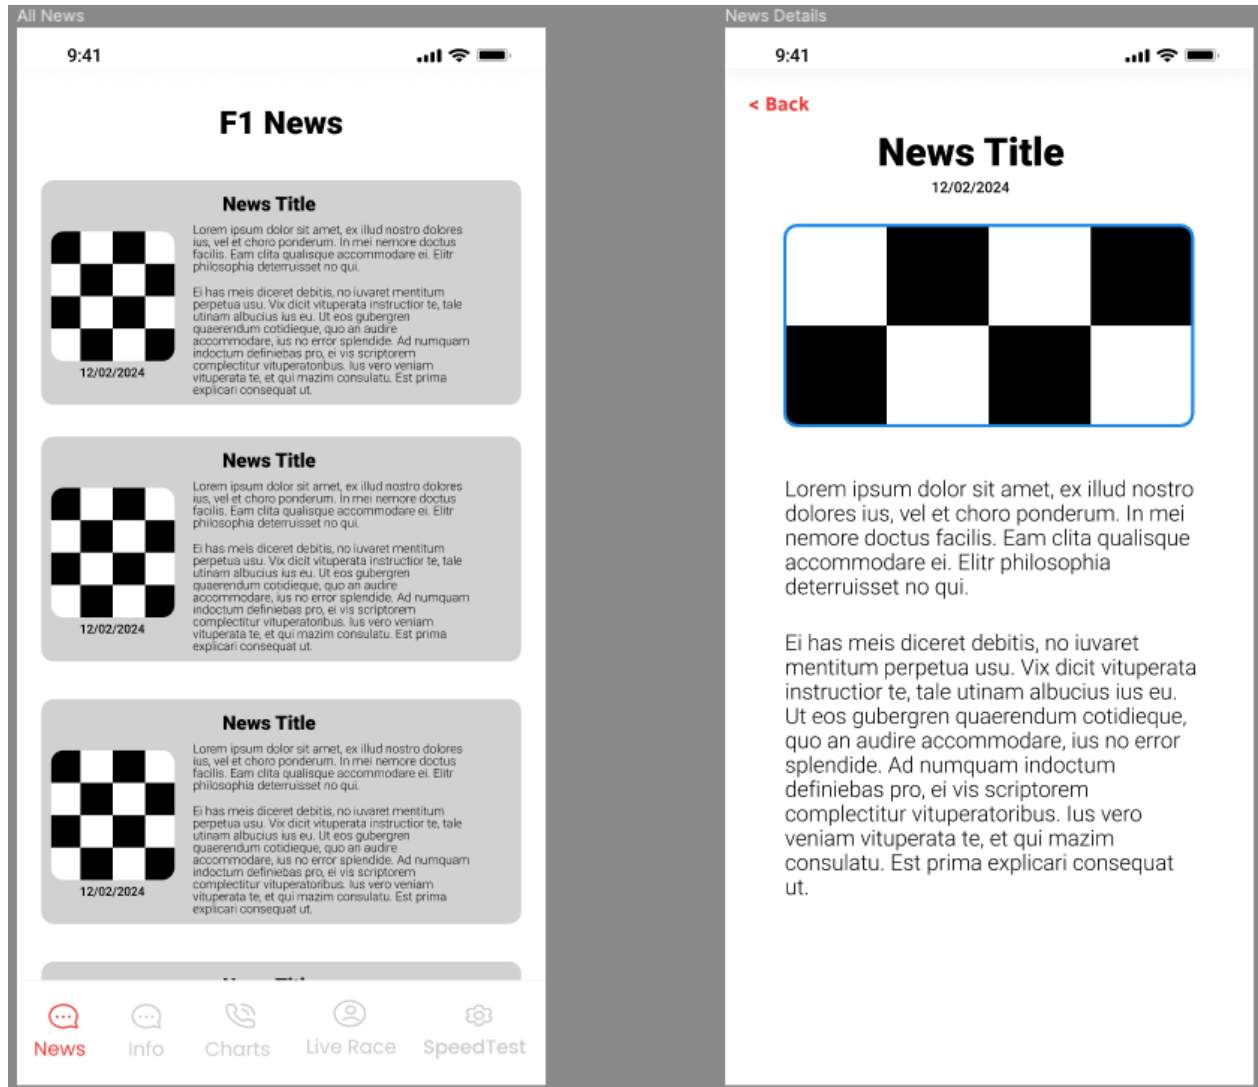 All News
9:41
F1 News
News Title
Lorem ipsum dolor sit amet, ex illud nostro dolores
ius, vel et choro ponderum. In mei nemore doctus
facilis. Eam clita qualisque accommodare ei. Elitr
philosophia deterruisset no qui.
Ei has meis diceret debitis, no iuvaret mentitum
perpetua usu. Vix dicit vituperata instructior te, tale
utinam albucius ius eu. Ut eos gubergren
quaerendum cotidieque, quo an audire
accommodare, ius no error splendide. Ad numquam
indoctum definiebas pro, ei vis scriptorem
complectitur vituperatoribus. Ius vero veniam
vituperata te, et qui mazim consulatu. Est prima
explicari consequat ut.
12/02/2024
News Title
Lorem ipsum dolor sit amet, ex illud nostro dolores
ius, vel et choro ponderum. In mei nemore doctus
facilis. Eam clita qualisque accommodare ei. Elitr
philosophia deterruisset no qui.
Ei has meis diceret debitis, no iuvaret mentitum
perpetua usu. Vix dicit vituperata instructior te, tale
utinam albucius ius eu. Ut eos gubergren
quaerendum cotidieque, quo an audire
accommodare, ius no error splendide. Ad numquam
indoctum definiebas pro, ei vis scriptorem
complectitur vituperatoribus. Ius vero veniam
vituperata te, et qui mazim consulatu. Est prima
explicari consequat ut.
12/02/2024
News Title
Lorem ipsum dolor sit amet, ex illud nostro dolores
ius, vel et choro ponderum. In mei nemore doctus
facilis. Eam clita qualisque accommodare ei. Elitr
philosophia deterruisset no qui.
Ei has meis diceret debitis, no iuvaret mentitum
perpetua usu. Vix dicit vituperata instructior te, tale
utinam albucius ius eu. Ut eos gubergren
quaerendum cotidieque, quo an audire
accommodare, ius no error splendide. Ad numquam
indoctum definiebas pro, ei vis scriptorem
complectitur vituperatoribus. Ius vero veniam
vituperata te, et qui mazim consulatu. Est prima
explicari consequat ut.
12/02/2024
News
Info
Charts
Live Race
SpeedTest
News Details
9:41
< Back
News Title
12/02/2024
Lorem ipsum dolor sit amet, ex illud nostro
dolores ius, vel et choro ponderum. In mei
nemore doctus facilis. Eam clita qualisque
accommodare ei. Elitr philosophia
deterruisset no qui.
Ei has meis diceret debitis, no iuvaret
mentitum perpetua usu. Vix dicit vituperata
instructior te, tale utinam albucius ius eu.
Ut eos gubergren quaerendum cotidieque,
quo an audire accommodare, ius no error
splendide. Ad numquam indoctum
definiebas pro, ei vis scriptorem
complectitur vituperatoribus. Ius vero
veniam vituperata te, et qui mazim
consulatu. Est prima explicari consequat
ut.